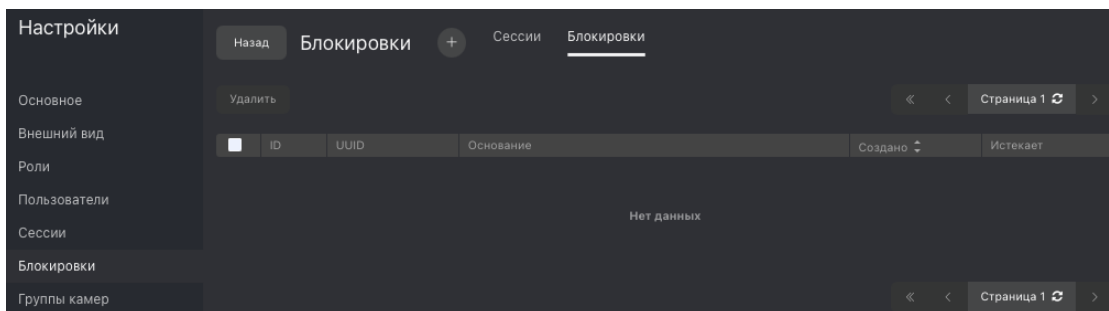 Настройки
Назад Блокировки + Сессии Блокировки
Основное
Удалить « < Страница 1 >
Внешний вид
ID UUID Основание Создано Истекает
Роли
Пользователи
Нет данных
Сессии
Блокировки
Группы камер
« < Страница 1 >